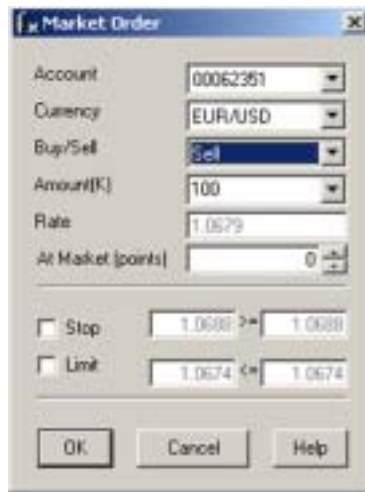 Market Order
Account 00062351
Currency EUR/USD
Buy/Sell Sell
Amount(K) 100
Rate 1.0679
At Market (points) 0
Stop 1.0688 >= 1.0688
Limit 1.0674 <= 1.0674
OK Cancel Help